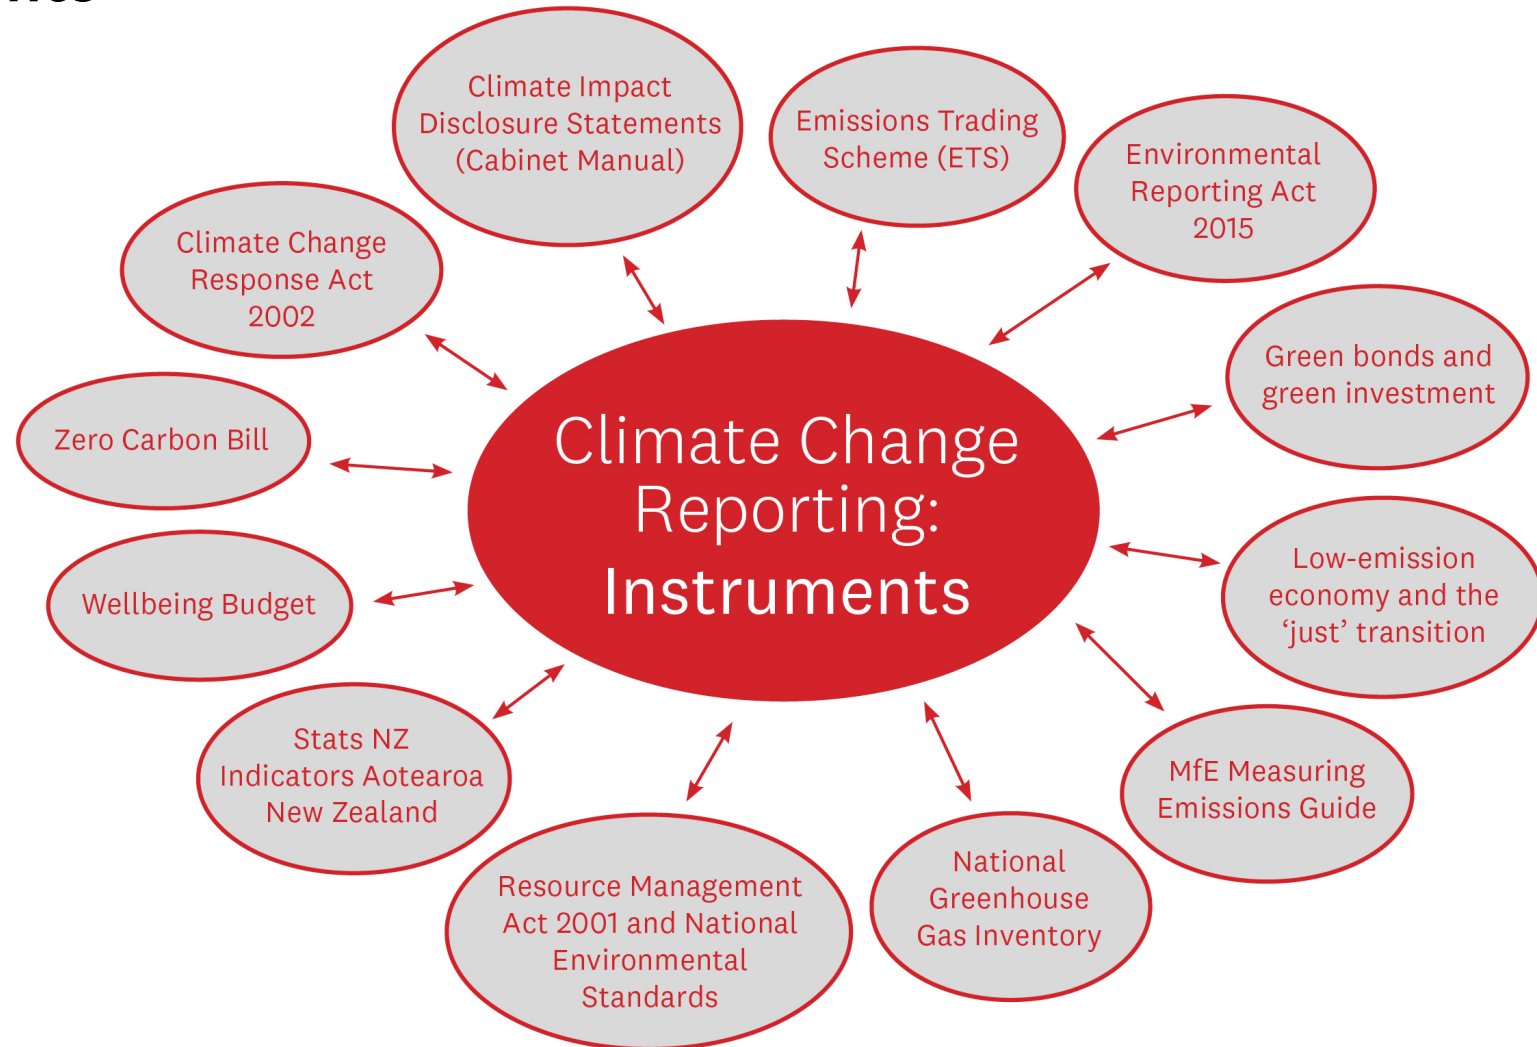 Climate Impact
Disclosure Statements
(Cabinet Manual)
Emissions Trading
Scheme (ETS)
Environmental
Reporting Act
2015
Climate Change
Response Act
2002
Green bonds and
green investment
Zero Carbon Bill
Climate Change
Reporting:
Instruments
Low-emission
economy and the
‘just’ transition
Wellbeing Budget
Stats NZ
Indicators Aotearoa
New Zealand
MfE Measuring
Emissions Guide
Resource Management
Act 2001 and National
Environmental
Standards
National
Greenhouse
Gas Inventory